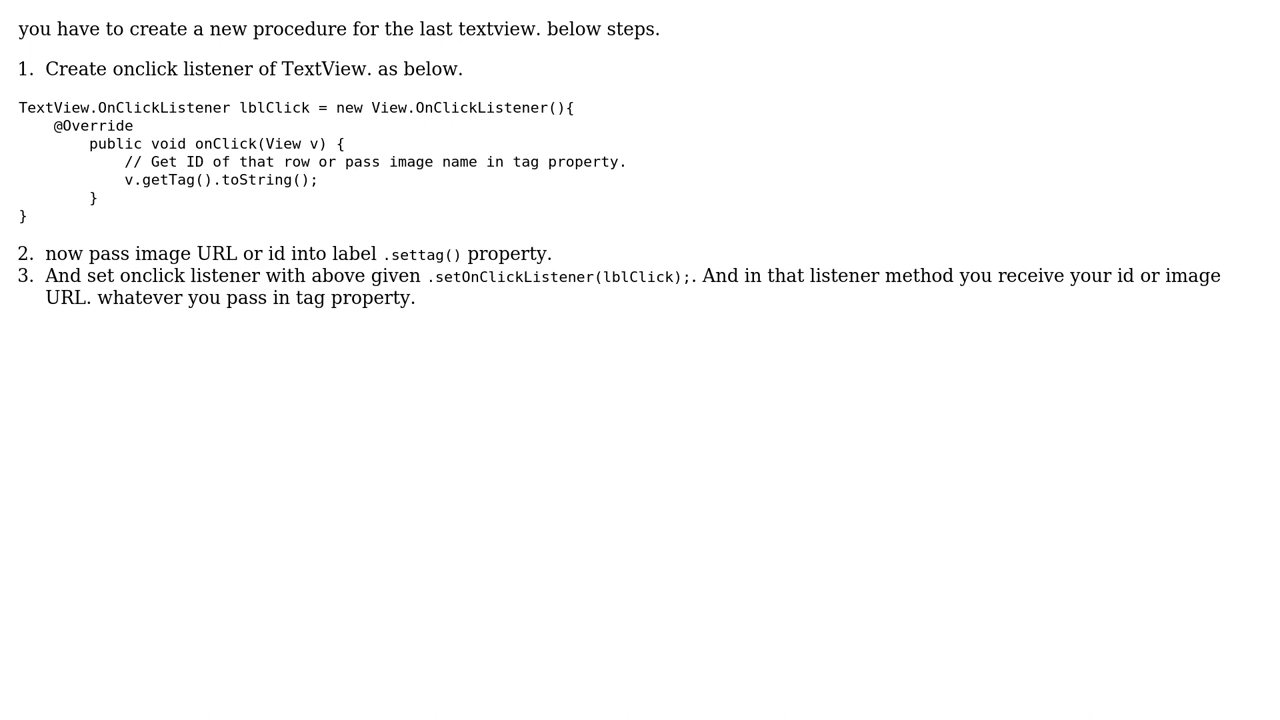 you have to create a new procedure for the last textview. below steps.
1. Create onclick listener of TextView. as below.
TextView.OnClickListener lblClick = new View.OnClickListener(){
    @Override
        public void onClick(View v) {
            // Get ID of that row or pass image name in tag property.
            v.getTag().toString();
        }
}
2. now pass image URL or id into label .settag() property.
3. And set onclick listener with above given .setOnClickListener(lblClick);. And in that listener method you receive your id or image
URL. whatever you pass in tag property.